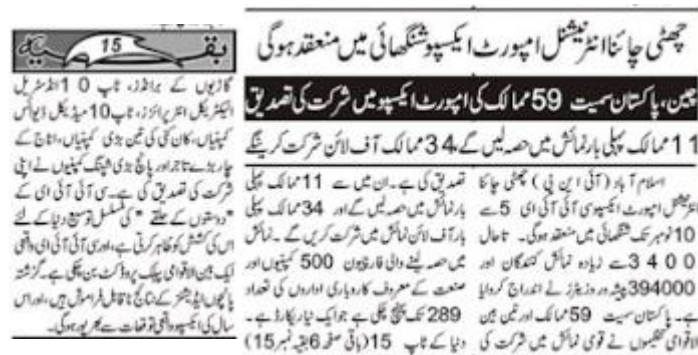 چھٹی چائنا انٹرنیشنل امپورٹ ایکسپو شنگھائی میں منعقد ہوگی
چین، پاکستان سمیت 59 ممالک کی امپورٹ ایکسپو میں شرکت کی تصدیق
11 ممالک پہلی بار نمائش میں حصہ لیں گے 34 ممالک آف لائن شرکت کرینگے
اسلام آباد (آئی این پی) چھٹی چائنا
انٹرنیشنل امپورٹ ایکسپو سی آئی آئی ای 5 سے
10 نومبر تک شنگھائی میں منعقد ہوگی۔ تاحال
3400 سے زیادہ نمائش کنندگان اور
394000 پیشہ ور وزیٹرز نے اندراج کروایا
ہے۔ پاکستان سمیت 59 ممالک اور تین بین
الاقوامی تنظیموں نے قومی نمائش میں شرکت کی
تصدیق کی ہے۔ ان میں سے 11 ممالک پہلی
بار نمائش میں حصہ لیں گے اور 34 ممالک پہلی
بار آف لائن نمائش میں شرکت کریں گے۔ نمائش
میں حصہ لینے والی فارچیون 500 کمپنیوں اور
صنعت کے معروف کاروباری اداروں کی تعداد
289 تک پہنچ چکی ہے جو ایک نیا ریکارڈ ہے۔
دنیا کے ٹاپ 15 (باقی صفحہ 6 بقیہ نمبر 15)
بقیہ 15
گاڑیوں کے برانڈز، ٹاپ 10 انڈسٹریل
الیکٹریکل انٹرپرائزز، ٹاپ 10 میڈیکل ڈیوائس
کمپنیاں، کان کنی کی تین بڑی کمپنیاں، اناج کے
چار بڑے تاجر اور پانچ بڑی شپنگ کمپنیوں نے اپنی
شرکت کی تصدیق کی ہے۔ سی آئی آئی ای کے
"دوستوں کے حلقے" کی مسلسل توسیع دنیا کے لئے
اس کی کشش کو ظاہر کرتی ہے، اور سی آئی آئی ای واقعی
ایک بین الاقوامی پبلک پروڈکٹ بن چکی ہے۔ گزشتہ
پانچوں ایڈیشنز کے نتائج ناقابل فراموش ہیں، اور اس
سال کی ایکسپو واقعی توقعات سے بھرپور ہوگی۔